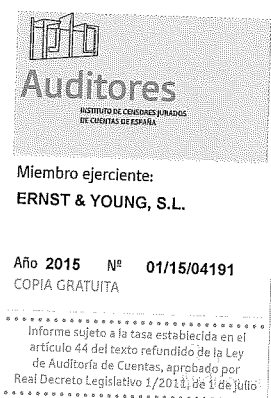 Auditores
INSTITUTO DE CENSORES JURADOS
DE CUENTAS DE ESPAÑA
Miembro ejerciente:
ERNST & YOUNG, S.L.
Año 2015 Nº 01/15/04191
COPIA GRATUITA
Informe sujeto a la tasa establecida en el
artículo 44 del texto refundido de la Ley
de Auditoría de Cuentas, aprobado por
Real Decreto Legislativo 1/2011, de 1 de julio